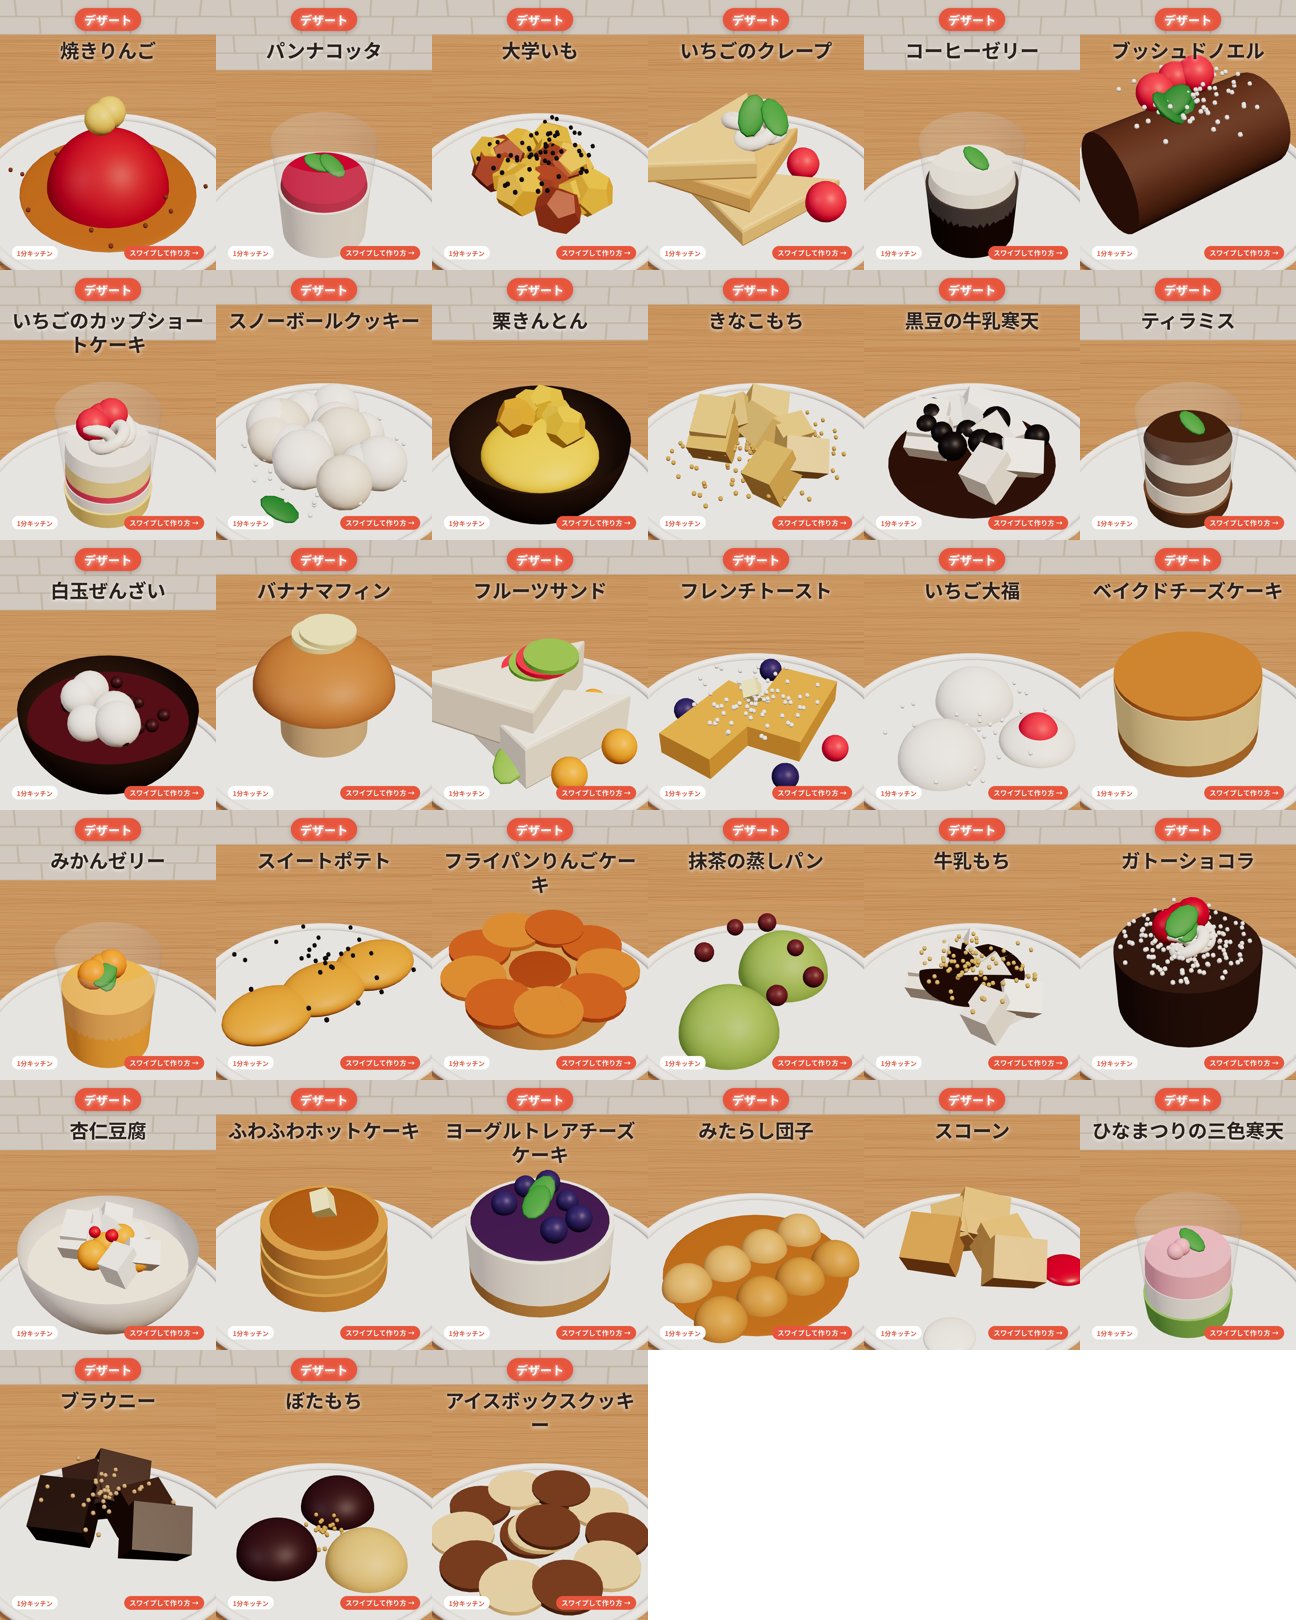 デザート
焼きりんご
1分キッチン
スワイプして作り方→
デザート
パンナコッタ
1分キッチン
スワイプして作り方→
デザート
大学いも
1分キッチン
スワイプして作り方→
デザート
いちごのクレープ
1分キッチン
スワイプして作り方→
デザート
コーヒーゼリー
1分キッチン
スワイプして作り方→
デザート
ブッシュドノエル
1分キッチン
スワイプして作り方→
デザート
いちごのカップショー
トケーキ
1分キッチン
スワイプして作り方→
デザート
スノーボールクッキー
1分キッチン
スワイプして作り方→
デザート
栗きんとん
1分キッチン
スワイプして作り方→
デザート
きなこもち
1分キッチン
スワイプして作り方→
デザート
黒豆の牛乳寒天
1分キッチン
スワイプして作り方→
デザート
ティラミス
1分キッチン
スワイプして作り方→
デザート
白玉ぜんざい
1分キッチン
スワイプして作り方→
デザート
バナナマフィン
1分キッチン
スワイプして作り方→
デザート
フルーツサンド
1分キッチン
スワイプして作り方→
デザート
フレンチトースト
1分キッチン
スワイプして作り方→
デザート
いちご大福
1分キッチン
スワイプして作り方→
デザート
ベイクドチーズケーキ
1分キッチン
スワイプして作り方→
デザート
みかんゼリー
1分キッチン
スワイプして作り方→
デザート
スイートポテト
1分キッチン
スワイプして作り方→
デザート
フライパンりんごケー
キ
1分キッチン
スワイプして作り方→
デザート
抹茶の蒸しパン
1分キッチン
スワイプして作り方→
デザート
牛乳もち
1分キッチン
スワイプして作り方→
デザート
ガトーショコラ
1分キッチン
スワイプして作り方→
デザート
杏仁豆腐
1分キッチン
スワイプして作り方→
デザート
ふわふわホットケーキ
1分キッチン
スワイプして作り方→
デザート
ヨーグルトレアチーズ
ケーキ
1分キッチン
スワイプして作り方→
デザート
みたらし団子
1分キッチン
スワイプして作り方→
デザート
スコーン
1分キッチン
スワイプして作り方→
デザート
ひなまつりの三色寒天
1分キッチン
スワイプして作り方→
デザート
ブラウニー
1分キッチン
スワイプして作り方→
デザート
ぼたもち
1分キッチン
スワイプして作り方→
デザート
アイスボックスクッキ
ー
1分キッチン
スワイプして作り方→